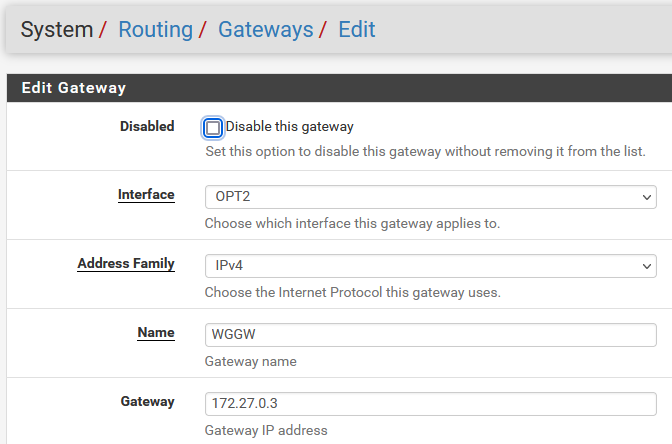 System / Routing / Gateways / Edit
Edit Gateway
Disabled
Disable this gateway
Set this option to disable this gateway without removing it from the list.
Interface
OPT2
Choose which interface this gateway applies to.
Address Family
IPv4
Choose the Internet Protocol this gateway uses.
Name
WGGW
Gateway name
Gateway
172.27.0.3
Gateway IP address